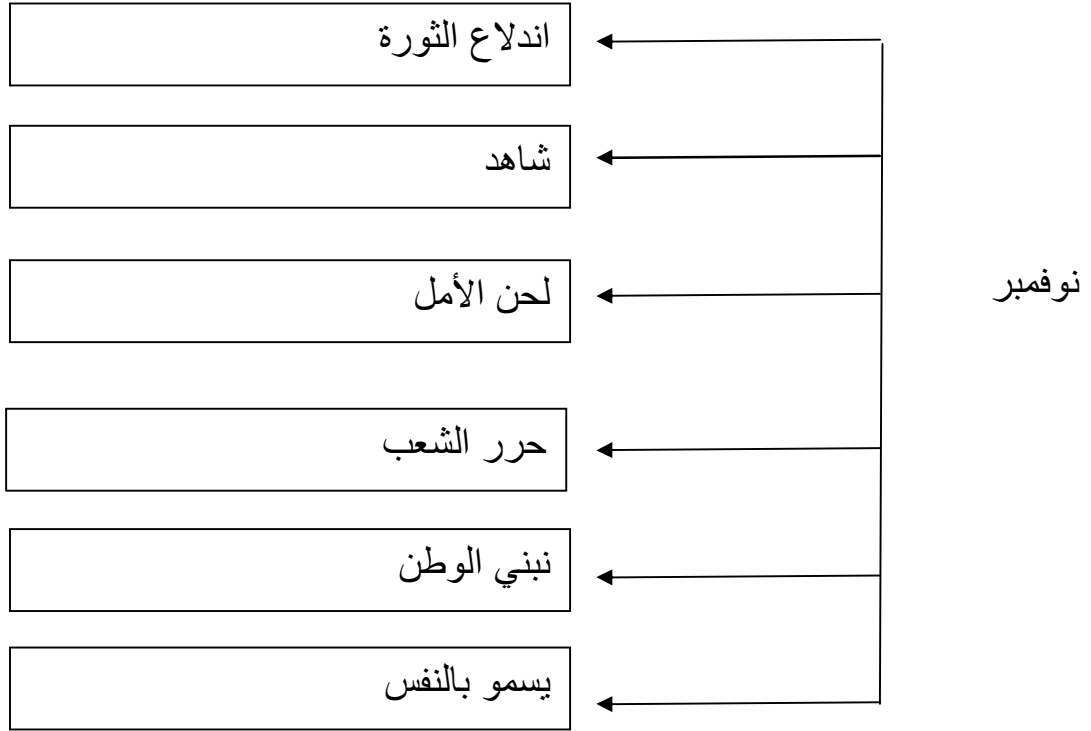 نوفمبر
اندلاع الثورة
شاهد
لحن الأمل
حرر الشعب
نبني الوطن
يسمو بالنفس